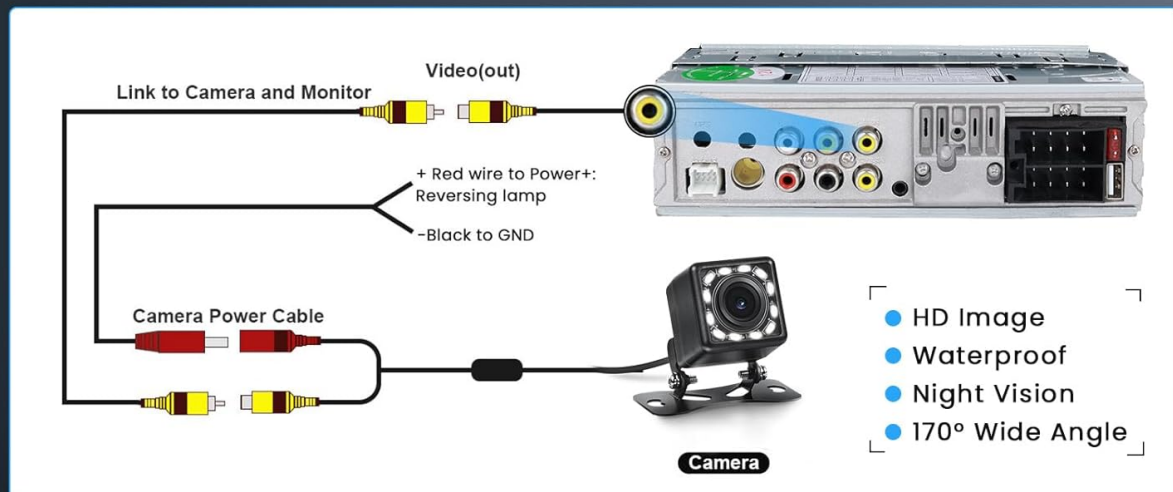 Video(out)
Link to Camera and Monitor
+ Red wire to Power+:
Reversing lamp
-Black to GND
Camera Power Cable
Camera
HD Image
Waterproof
Night Vision
170° Wide Angle